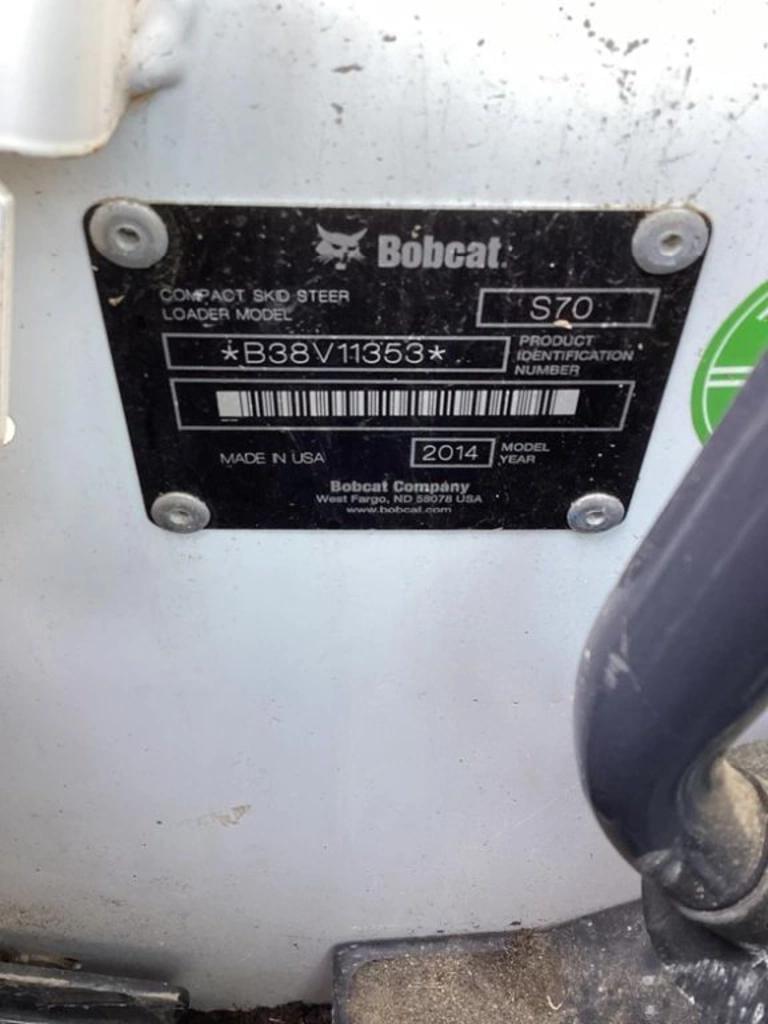 Bobcat
COMPACT SKID STEER
LOADER MODEL
S70
*B38V11353*
PRODUCT
IDENTIFICATION
NUMBER
MADE IN USA
2014
MODEL
YEAR
Bobcat Company
West Fargo, ND 58078 USA
www.bobcat.com